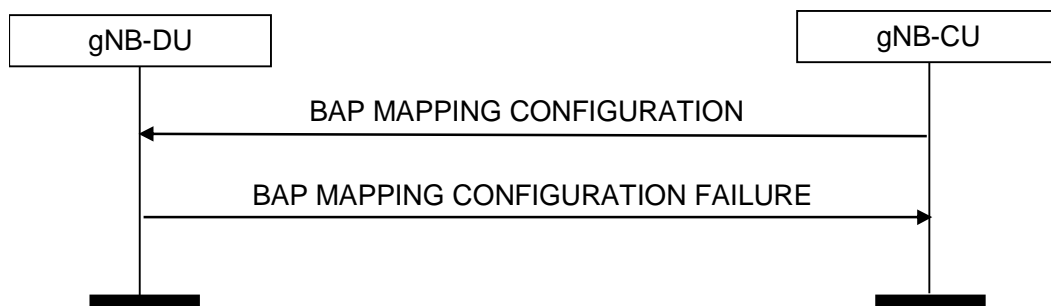 gNB-DU
gNB-CU
BAP MAPPING CONFIGURATION
BAP MAPPING CONFIGURATION FAILURE